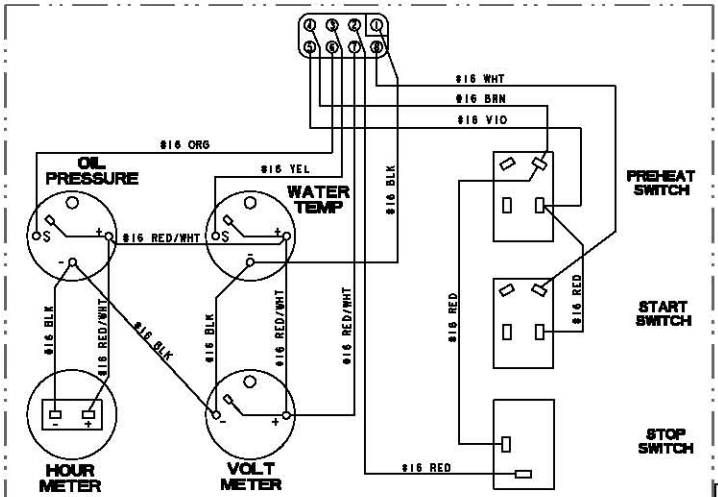 4 3 2 1
5 6 7 8
#16 WHT
#16 BRN
#16 VIO
#16 ORG
#16 YEL
#16 BLK
OIL
PRESSURE
WATER
TEMP
PREHEAT
SWITCH
S
+
-
#16 RED/WHT
S
+
-
#16 BLK
#16 RED/WHT
#16 BLK
#16 BLK
#16 RED/WHT
#16 RED/WHT
#16 RED
#16 RED
START
SWITCH
- +
- +
HOUR
METER
VOLT
METER
#16 RED
STOP
SWITCH